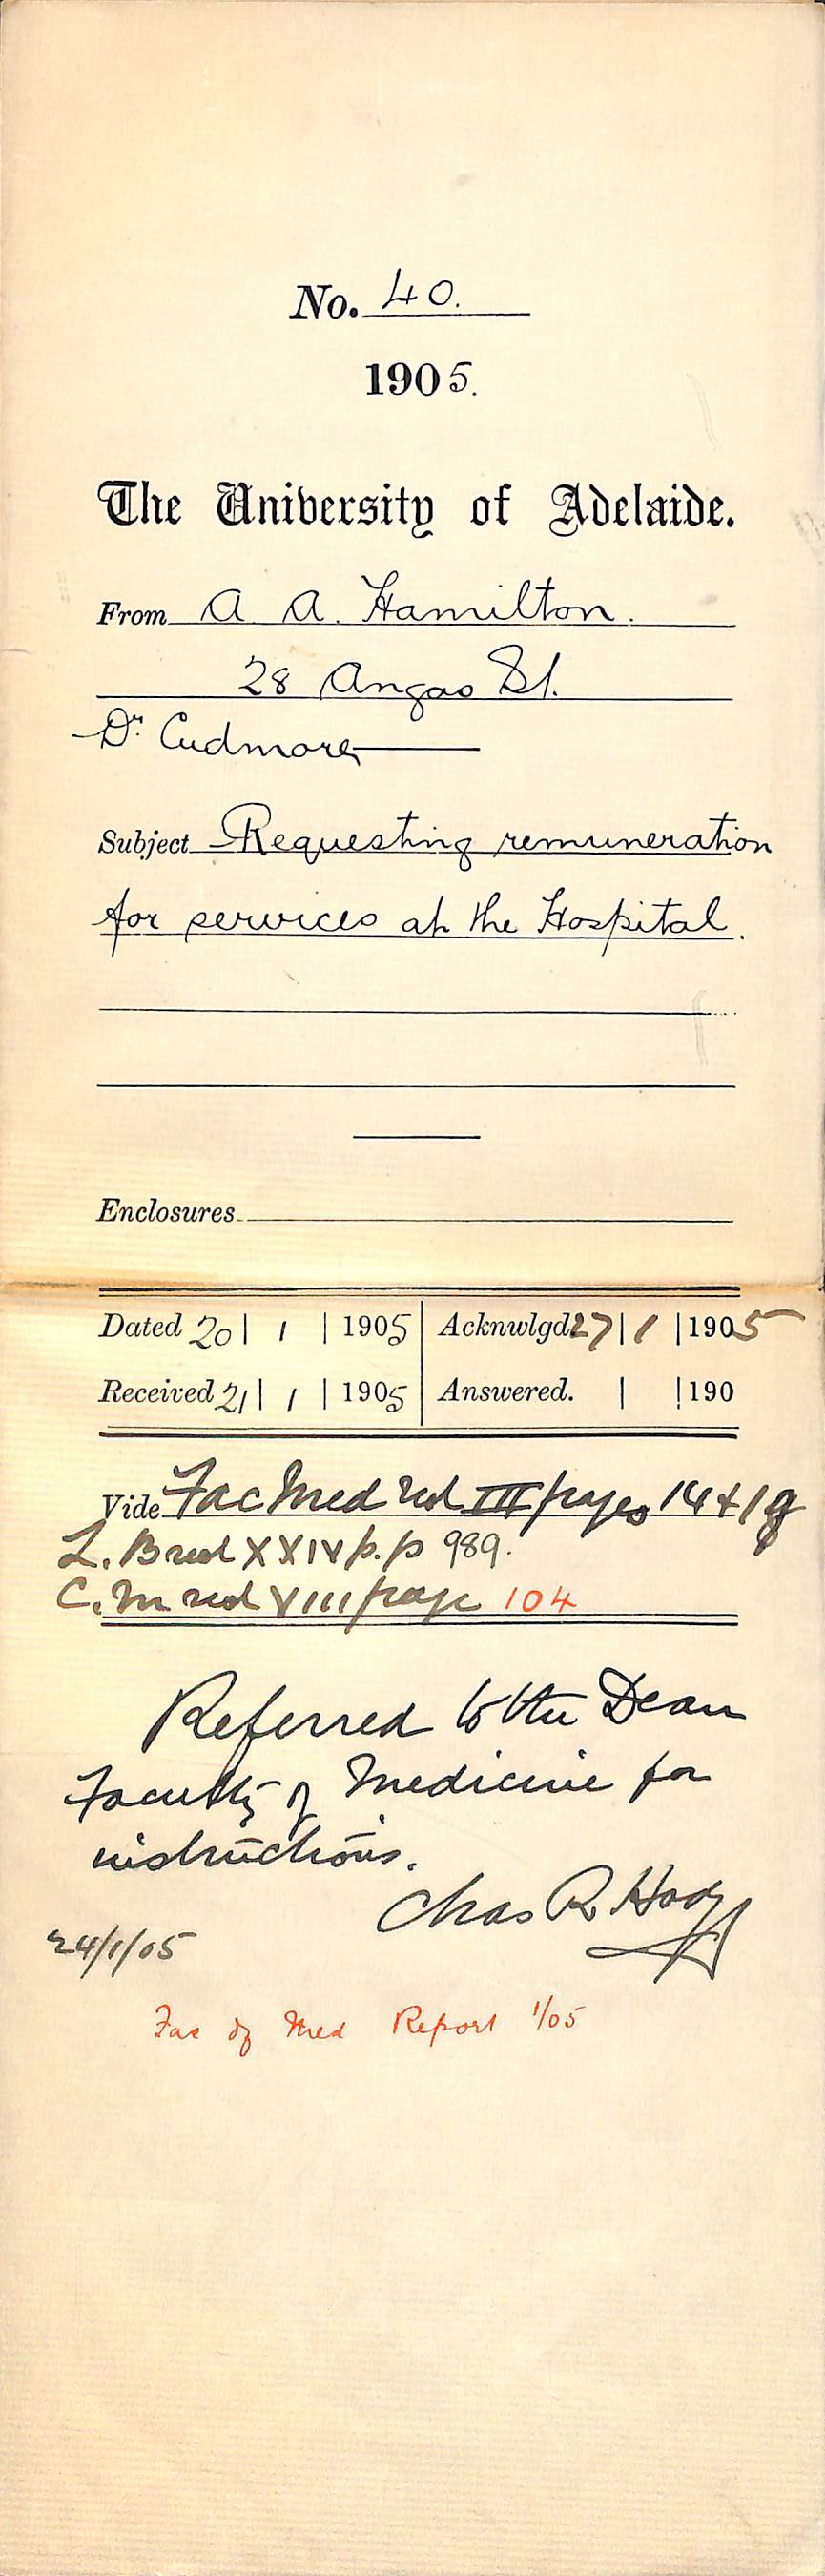 No. 40.
1905.
The University of Adelaide.
From A A. Hamilton.
28 Angas St.
Dr. Cudmore
Subject Requesting remuneration
for services at the Hospital.
Enclosures
Dated 20 | 1 | 1905 | Acknwlgd 27 | 1 | 1905
Received 21 | 1 | 1905 | Answered. | | 190
Vide Fac Med vol III pages 14 +
L. B vol XXIV p.p 989.
C. M vol VIII page 104
Referred to the Dean
Faculty of Medicine for
instructions.
Chas R Hodge
24/1/05
Fac of Med Report 1/05